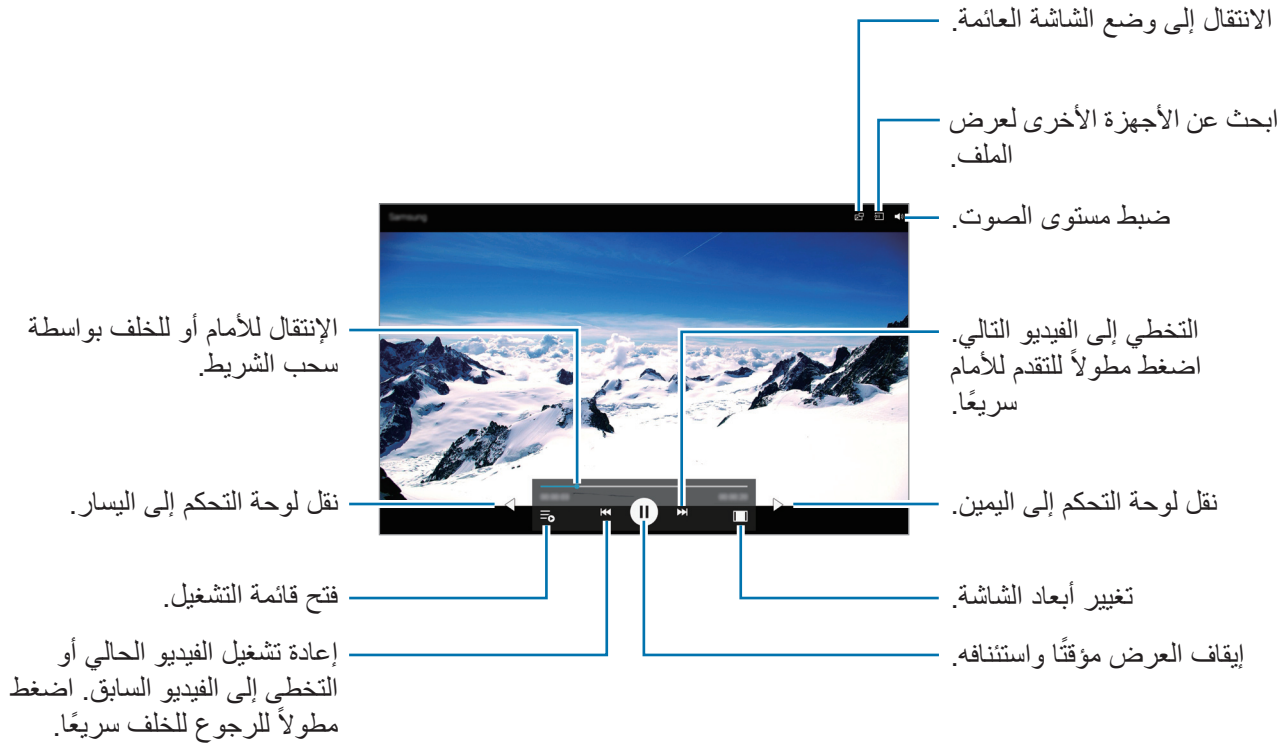 الانتقال إلى وضع الشاشة العائمة.
ابحث عن الأجهزة الأخرى لعرض
الملف.
Samsung
ضبط مستوى الصوت.
التخطي إلى الفيديو التالي.
اضغط مطولاً للتقدم للأمام
سريعًا.
الإنتقال للأمام أو للخلف بواسطة
سحب الشريط.
نقل لوحة التحكم إلى اليمين.
نقل لوحة التحكم إلى اليسار.
تغيير أبعاد الشاشة.
فتح قائمة التشغيل.
إيقاف العرض مؤقتًا واستئنافه.
إعادة تشغيل الفيديو الحالي أو
التخطى إلى الفيديو السابق. اضغط
مطولاً للرجوع للخلف سريعًا.